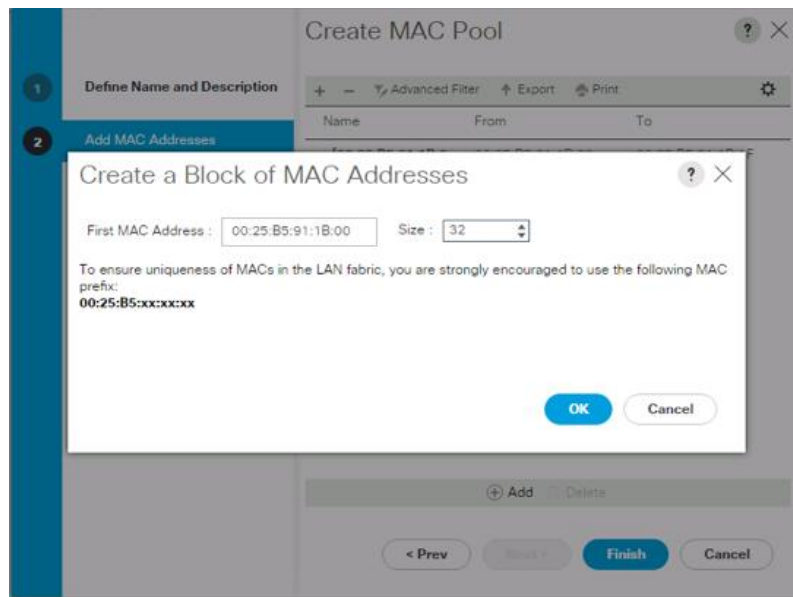 Create MAC Pool
?
1
Define Name and Description
+ − Advanced Filter Export Print
Name From To
2
Add MAC Addresses
Create a Block of MAC Addresses
?
First MAC Address : 00:25:B5:91:1B:00 Size : 32
To ensure uniqueness of MACs in the LAN fabric, you are strongly encouraged to use the following MAC
prefix:
00:25:B5:xx:xx:xx
OK Cancel
Add Delete
< Prev Next > Finish Cancel